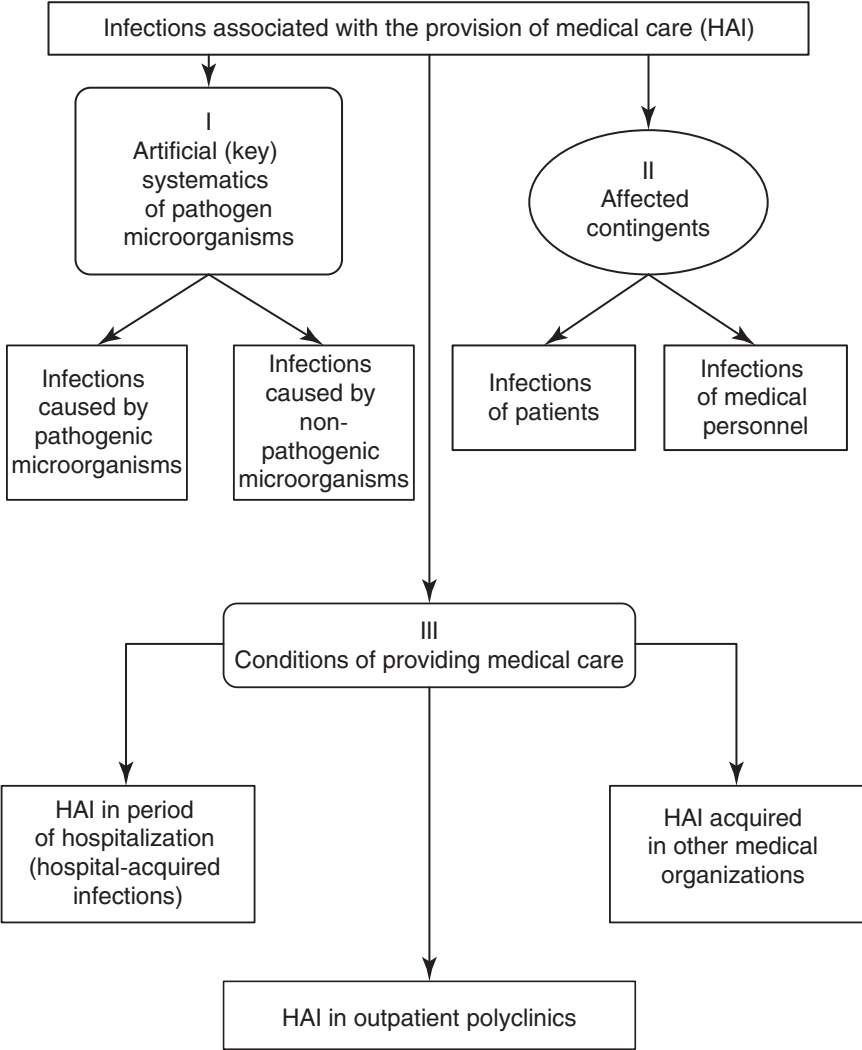 Infections associated with the provision of medical care (HAI)
I
Artificial (key)
systematics
of pathogen
microorganisms
II
Affected
contingents
Infections
caused by
pathogenic
microorganisms
Infections
caused by
non-
pathogenic
microorganisms
Infections
of patients
Infections
of medical
personnel
III
Conditions of providing medical care
HAI in period
of hospitalization
(hospital-acquired
infections)
HAI acquired
in other medical
organizations
HAI in outpatient polyclinics